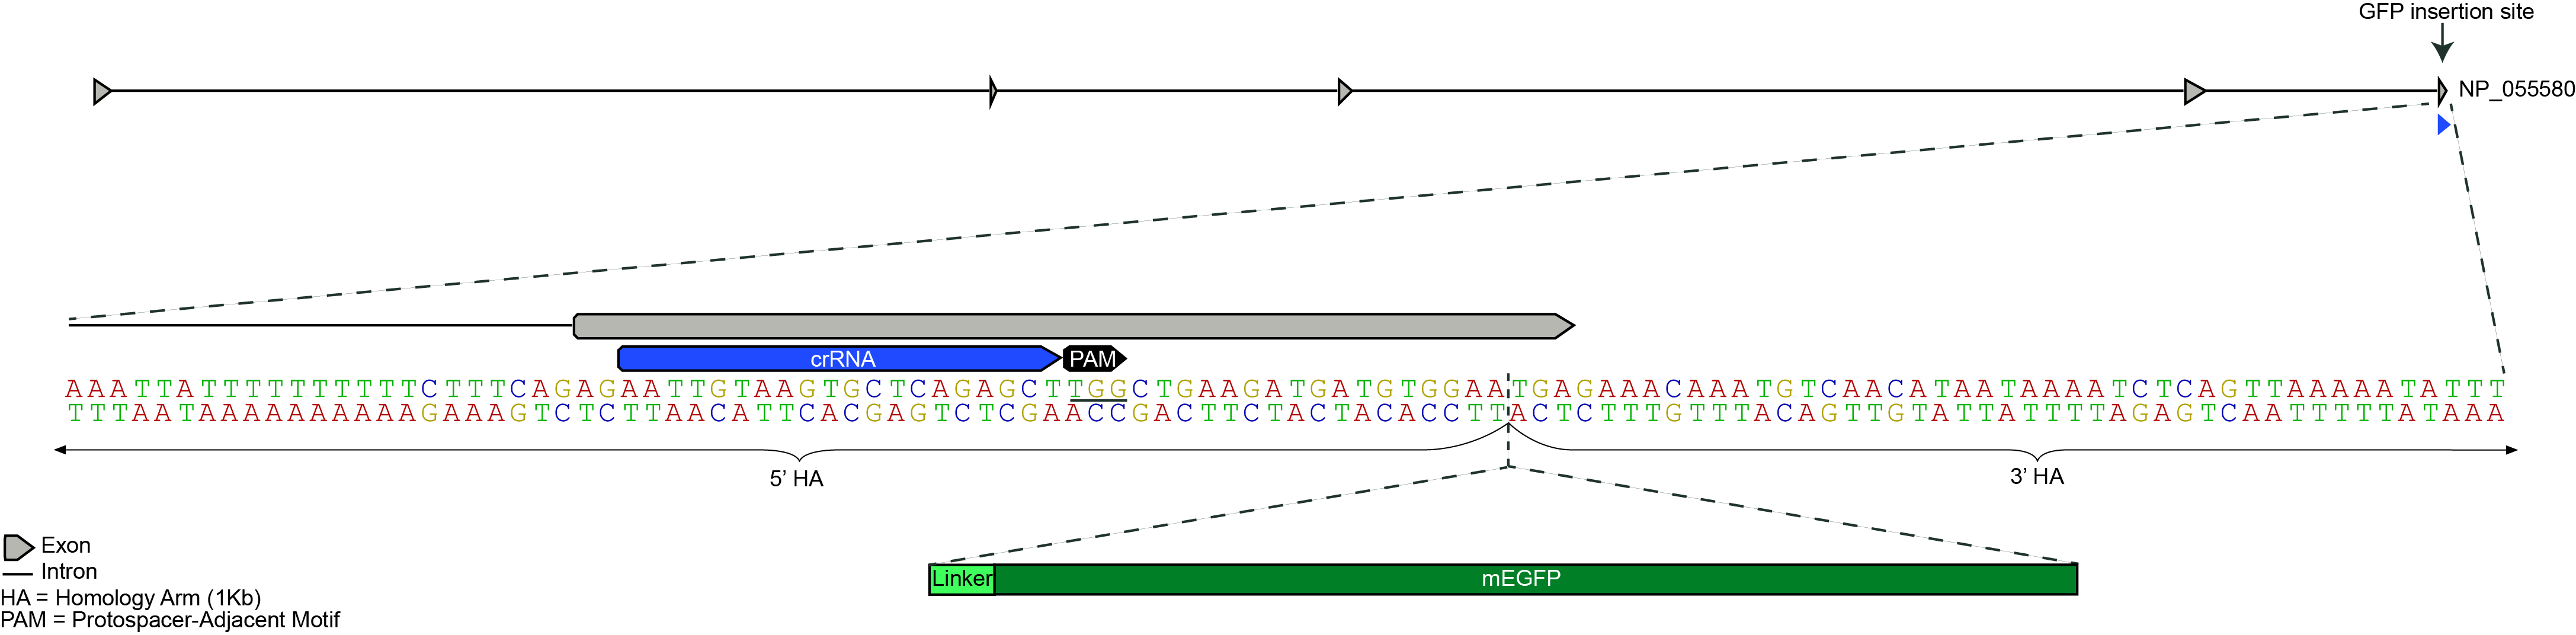 GFP insertion site
NP_055580
crRNA PAM
AAATTATTTTTTTTTTCTTTCAGAGAATTGTAAGTGCTCAGAGCTTGGCTGAAGATGATGTGGAATGAGAAACAAATGTCAACATAATAAAATCTCAGTTAAAAATATTT
TTTAATAAAAAAAAAAGAAAGTCTCTTAACATTCACGAGTCTCGAACCGACTTCTACTACACCTTACTCTTTGTTTACAGTTGTATTATTTTAGAGTCAATTTTTATAAA
5’ HA 3’ HA
Linker mEGFP
Exon
Intron
HA = Homology Arm (1Kb)
PAM = Protospacer-Adjacent Motif